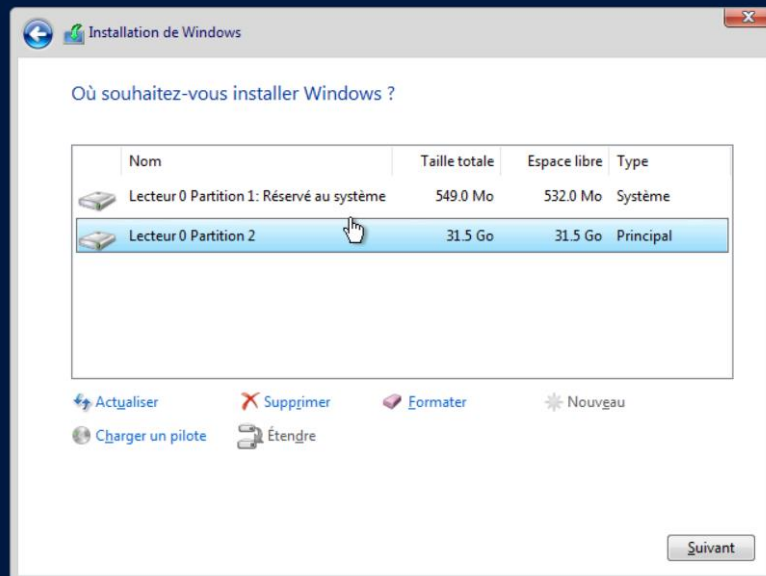 Installation de Windows
Où souhaitez-vous installer Windows ?
Nom Taille totale Espace libre Type
Lecteur 0 Partition 1: Réservé au système 549.0 Mo 532.0 Mo Système
Lecteur 0 Partition 2 31.5 Go 31.5 Go Principal
Actualiser Supprimer Formater Nouveau
Charger un pilote Étendre
Suivant